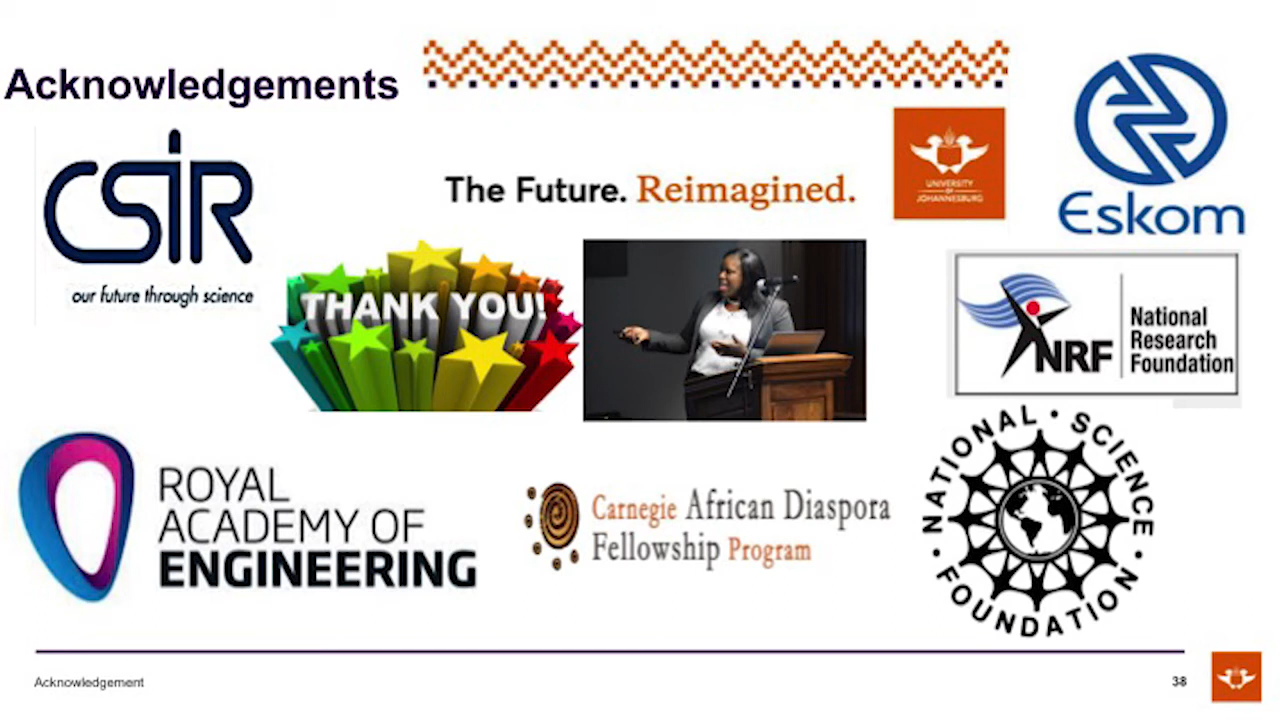 Acknowledgements
CSIR
our future through science
The Future. Reimagined.
UNIVERSITY
OF
JOHANNESBURG
Eskom
THANK YOU!
NRF
National
Research
Foundation
ROYAL
ACADEMY OF
ENGINEERING
Carnegie African Diaspora
Fellowship Program
NATIONAL • SCIENCE • FOUNDATION •
Acknowledgement
38